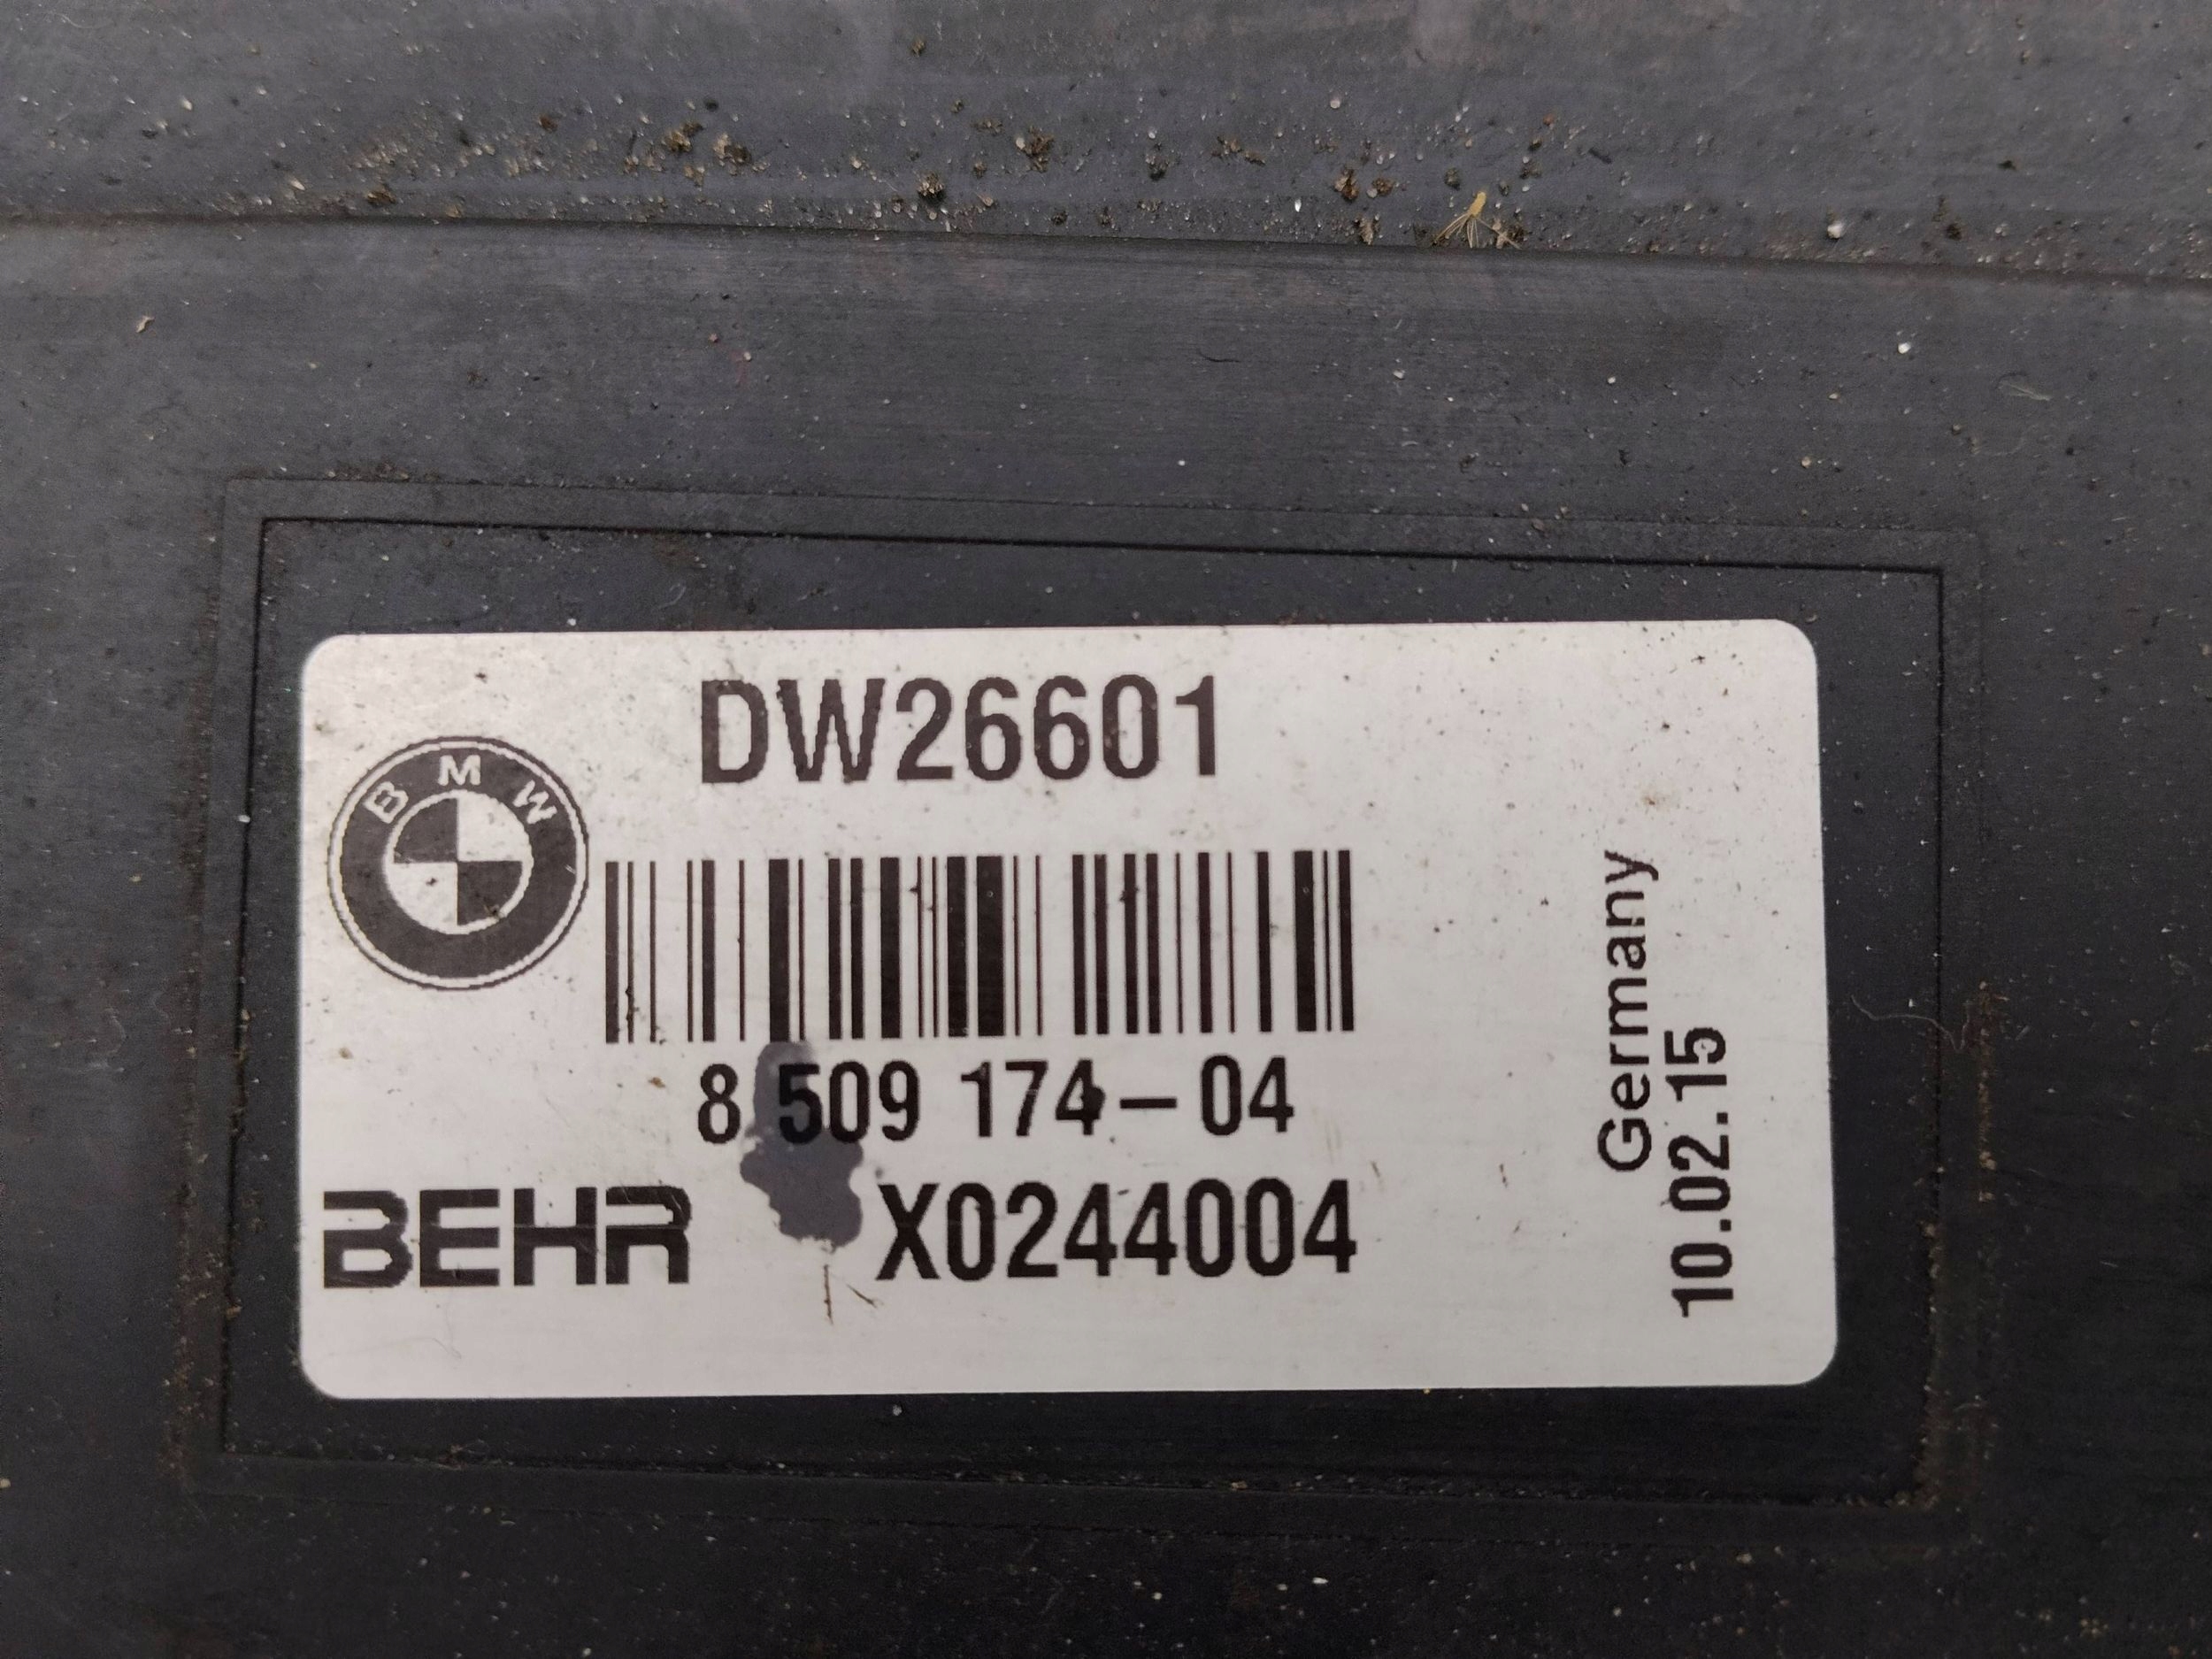 DW26601
BMW
8 509 174-04
BEHR X0244004
Germany
10.02.15